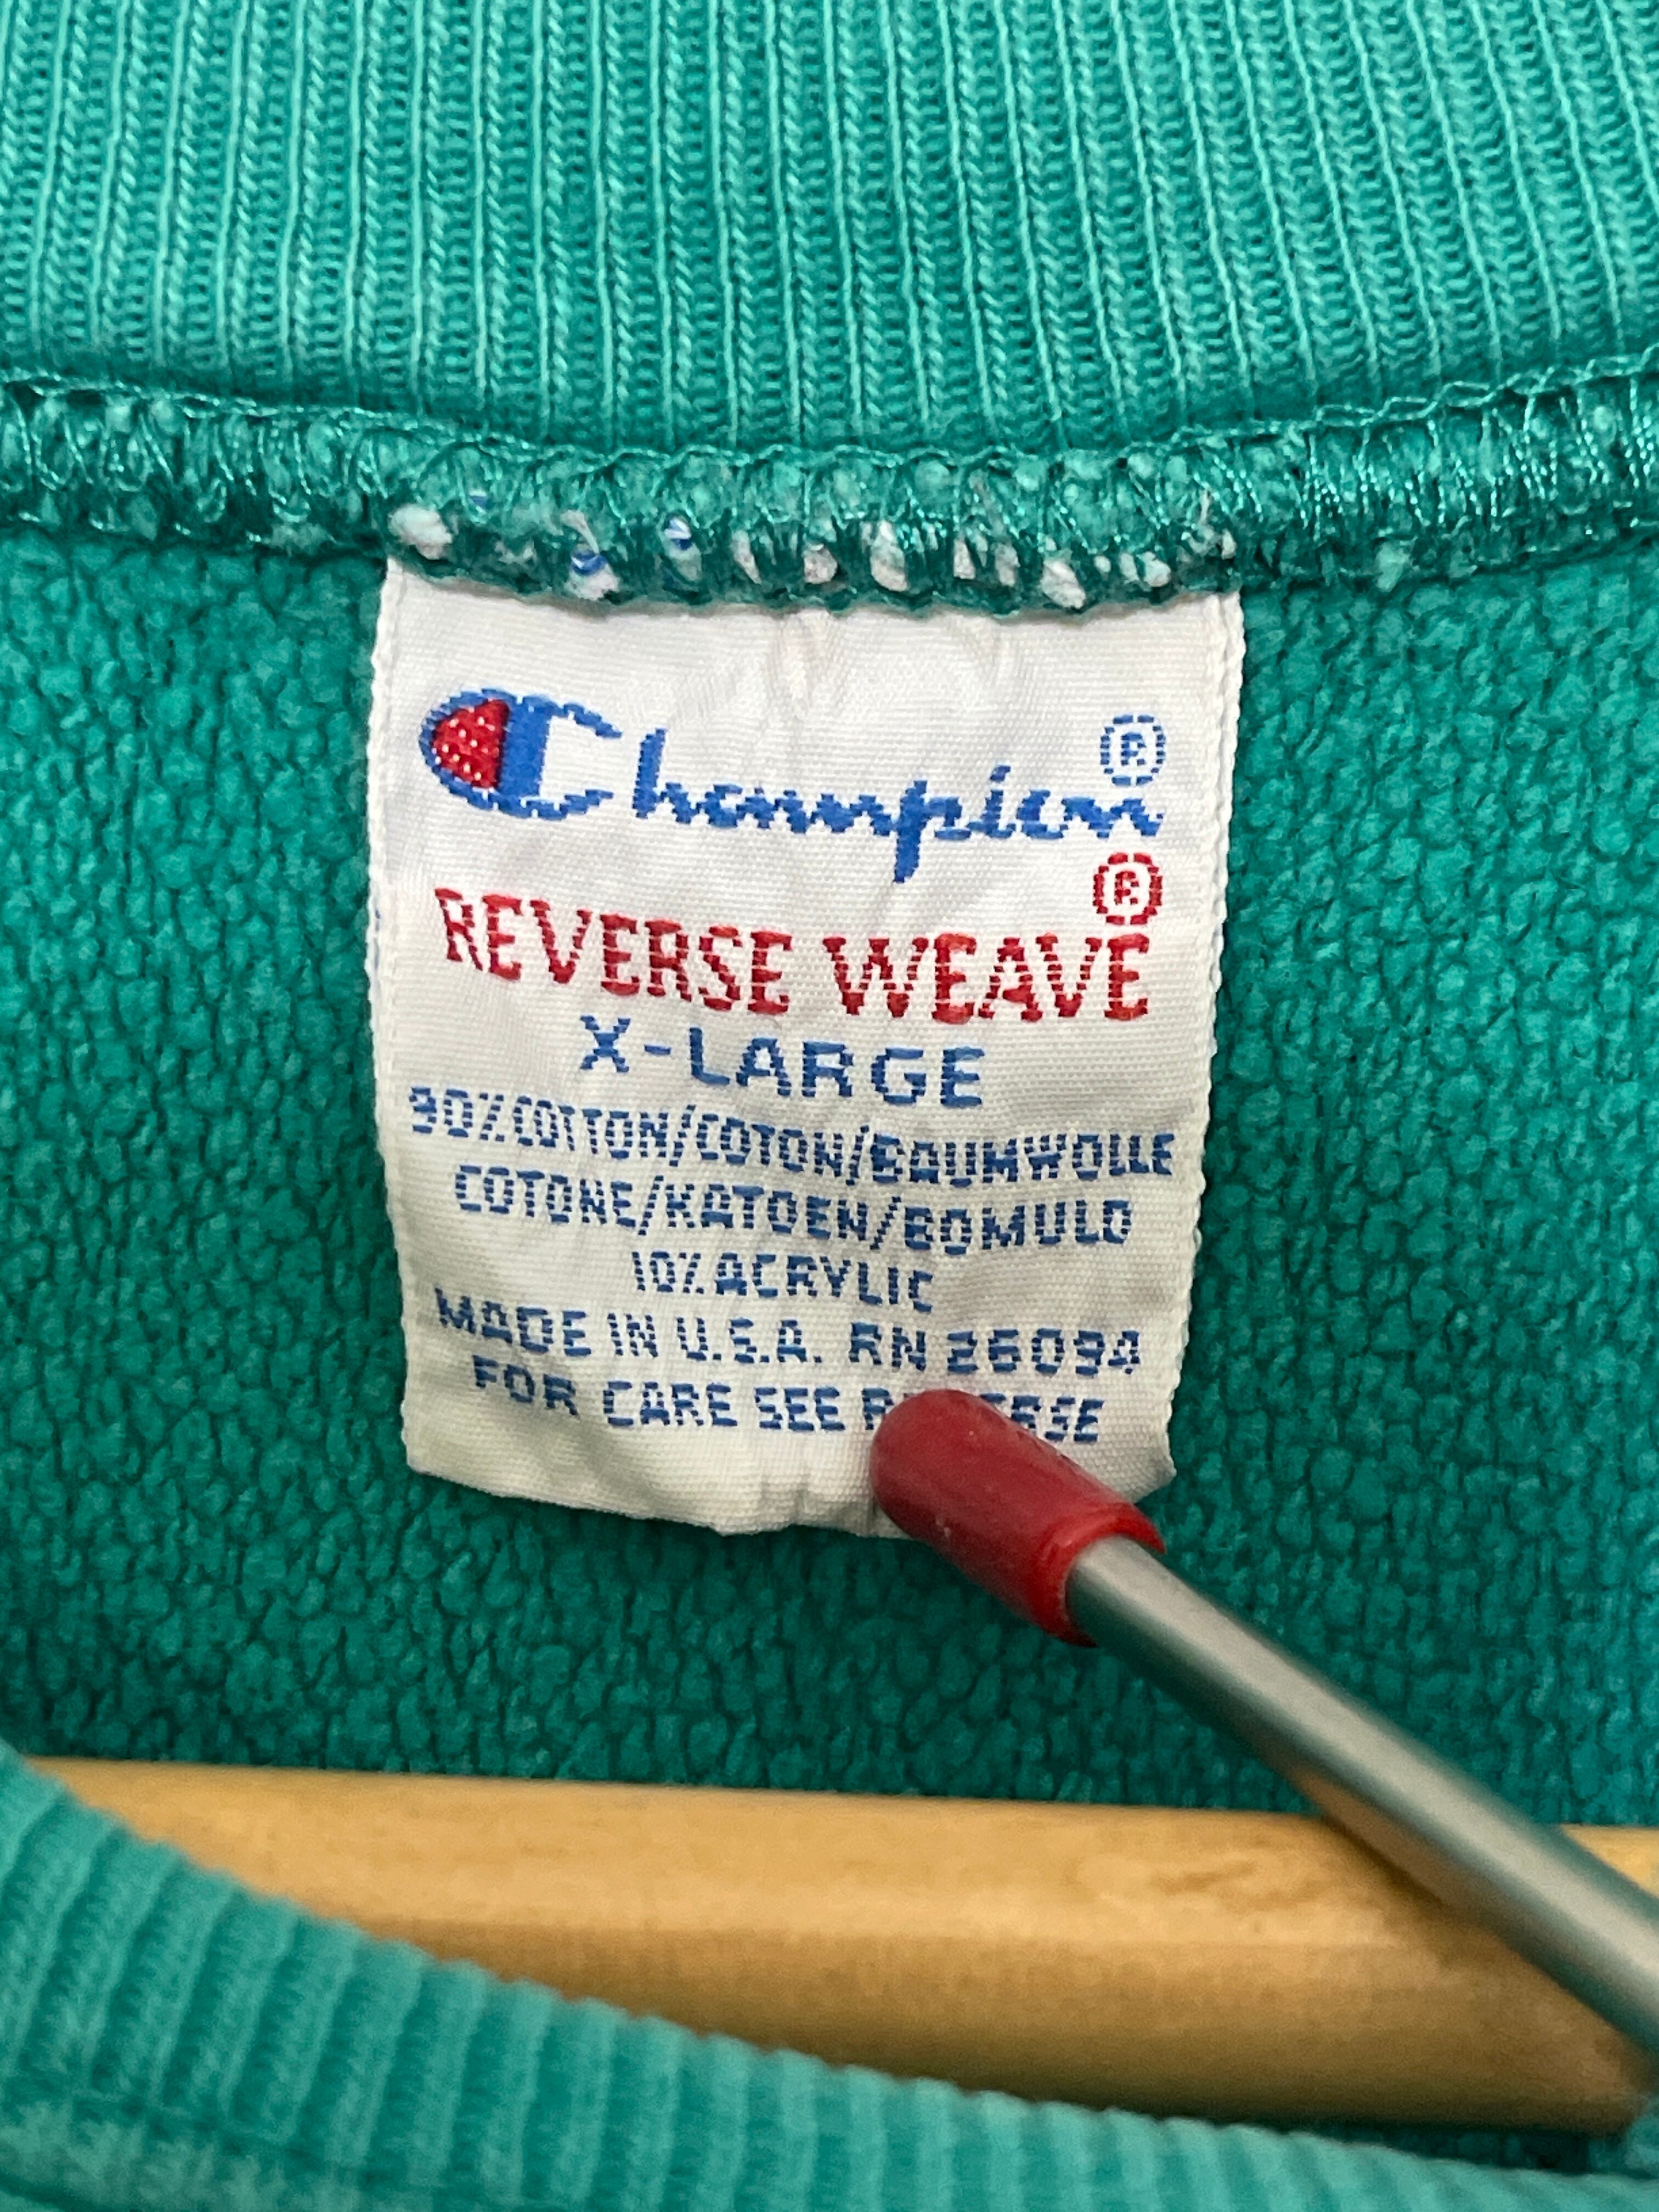 Champion ®
®
REVERSE WEAVE
X-LARGE
90% COTTON/COTON/BAUMWOLLE
COTONE/KATOEN/BOMULD
10% ACRYLIC
MADE IN U.S.A. RN 26094
FOR CARE SEE